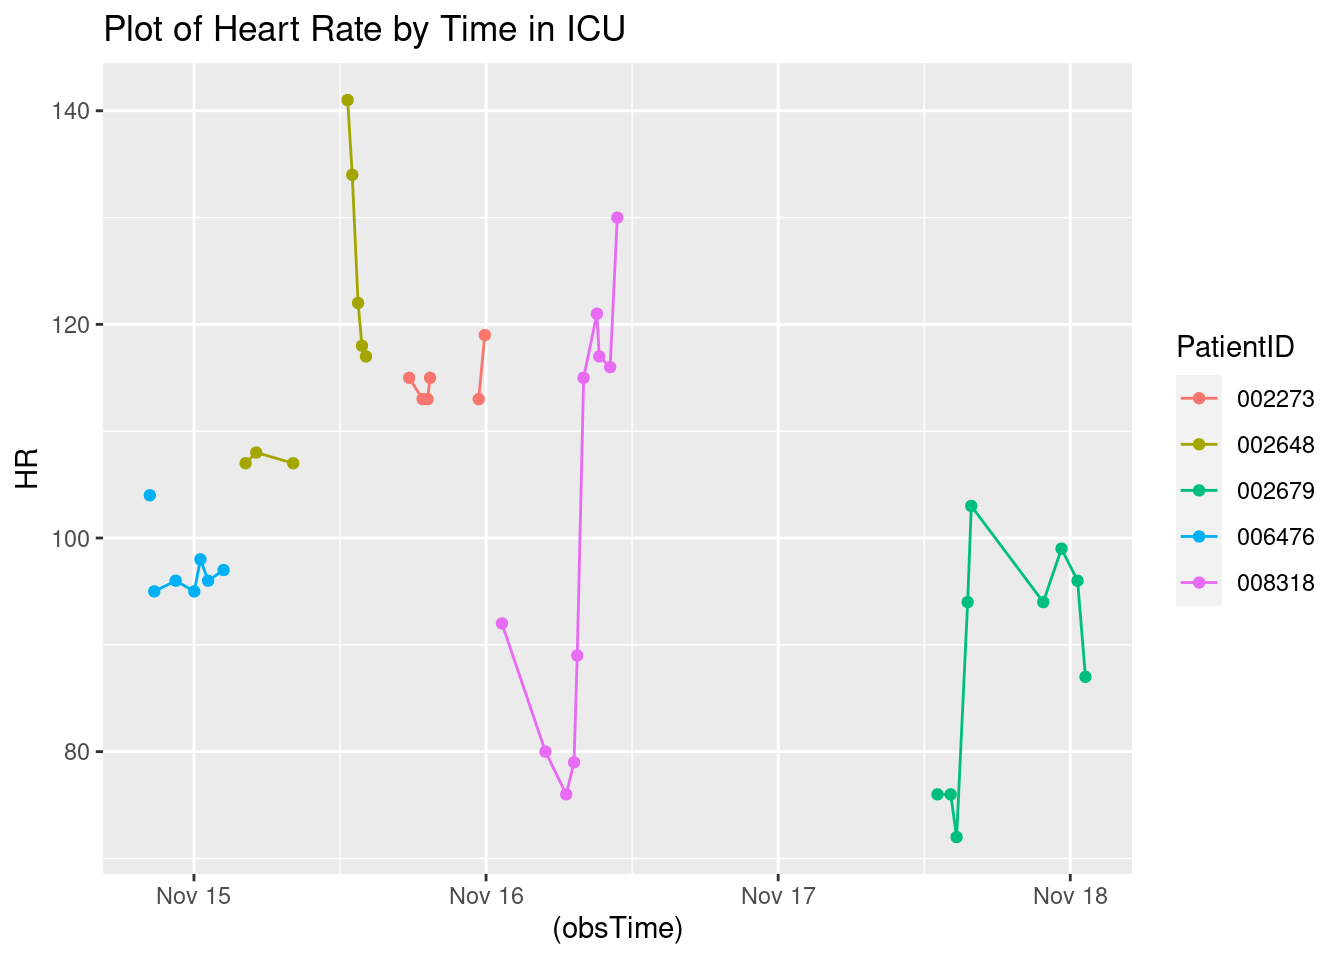 Plot of Heart Rate by Time in ICU
140
120
100
80
HR
Nov 15
Nov 16
Nov 17
Nov 18
(obsTime)
PatientID
002273
002648
002679
006476
008318